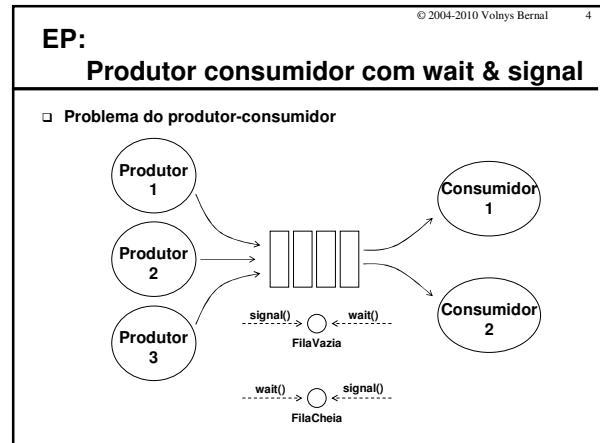 © 2004-2010 Volnys Bernal 4
EP:
Produtor consumidor com wait & signal
Problema do produtor-consumidor
Produtor
1
Produtor
2
Produtor
3
Consumidor
1
Consumidor
2
signal() wait()
FilaVazia
wait() signal()
FilaCheia